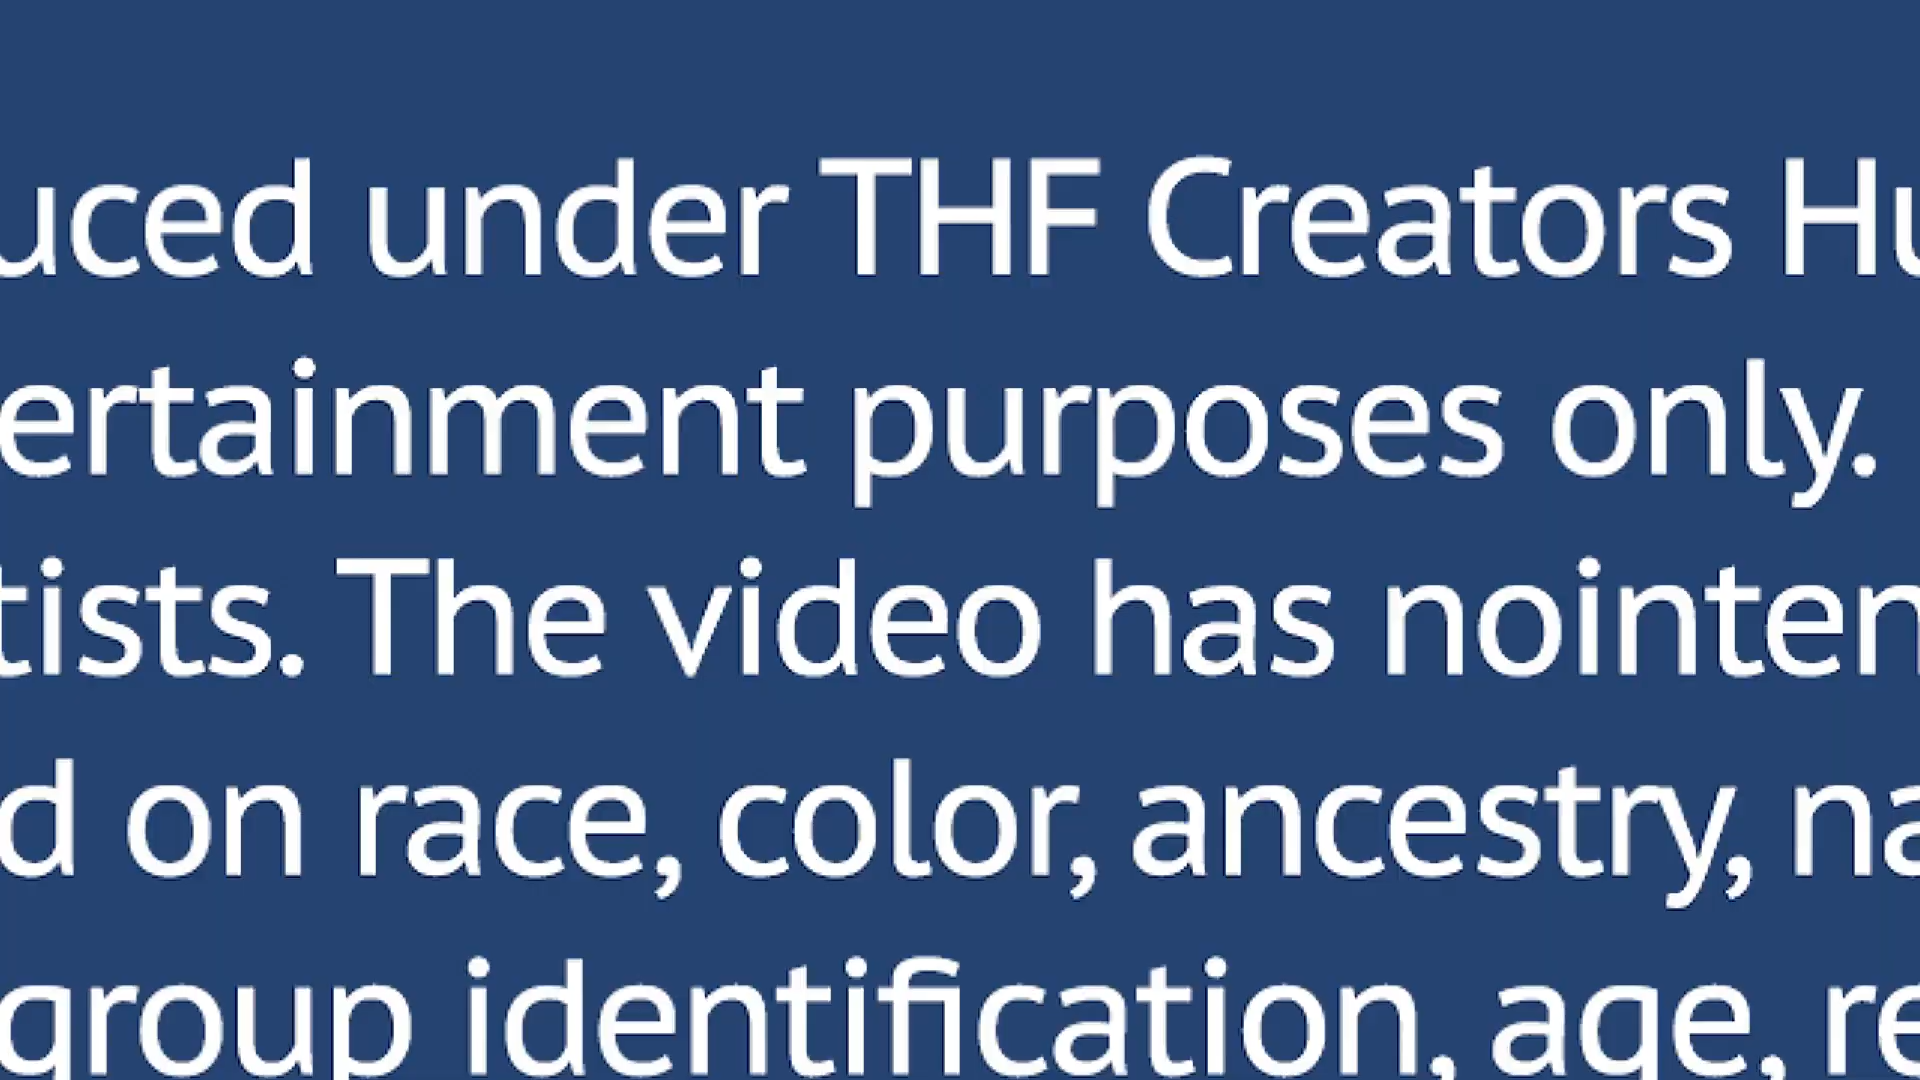 uced under THF Creators Hu
ertainment purposes only.
tists. The video has nointen
d on race, color, ancestry, na
group identification, age, re